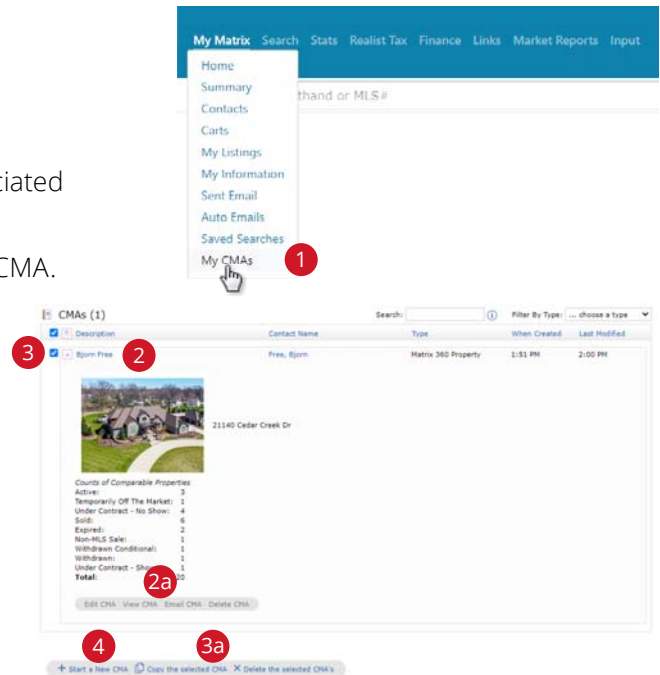 My Matrix Search Stats Realist Tax Finance Links Market Reports Input
Home
Summary
thand or MLS#
Contacts
Carts
My Listings
My Information
Sent Email
Auto Emails
Saved Searches
My CMAs
1
ciated
CMA.
CMAs (1)
Search:
Filter By Type: ... choose a type
Description Contact Name Type When Created Last Modified
3
Bjorn Free
2
Free, Bjorn Matrix 360 Property 1:51 PM 2:00 PM
21140 Cedar Creek Dr
Counts of Comparable Properties
Active: 3
Temporarily Off The Market: 1
Under Contract - No Show: 4
Sold: 6
Expired: 2
Non-MLS Sale: 1
Withdrawn Conditional: 1
Withdrawn: 1
Under Contract - Show 1
Total: 20
2a
Edit CMA View CMA Email CMA Delete CMA
4
3a
+ Start a New CMA Copy the selected CMA X Delete the selected CMA's